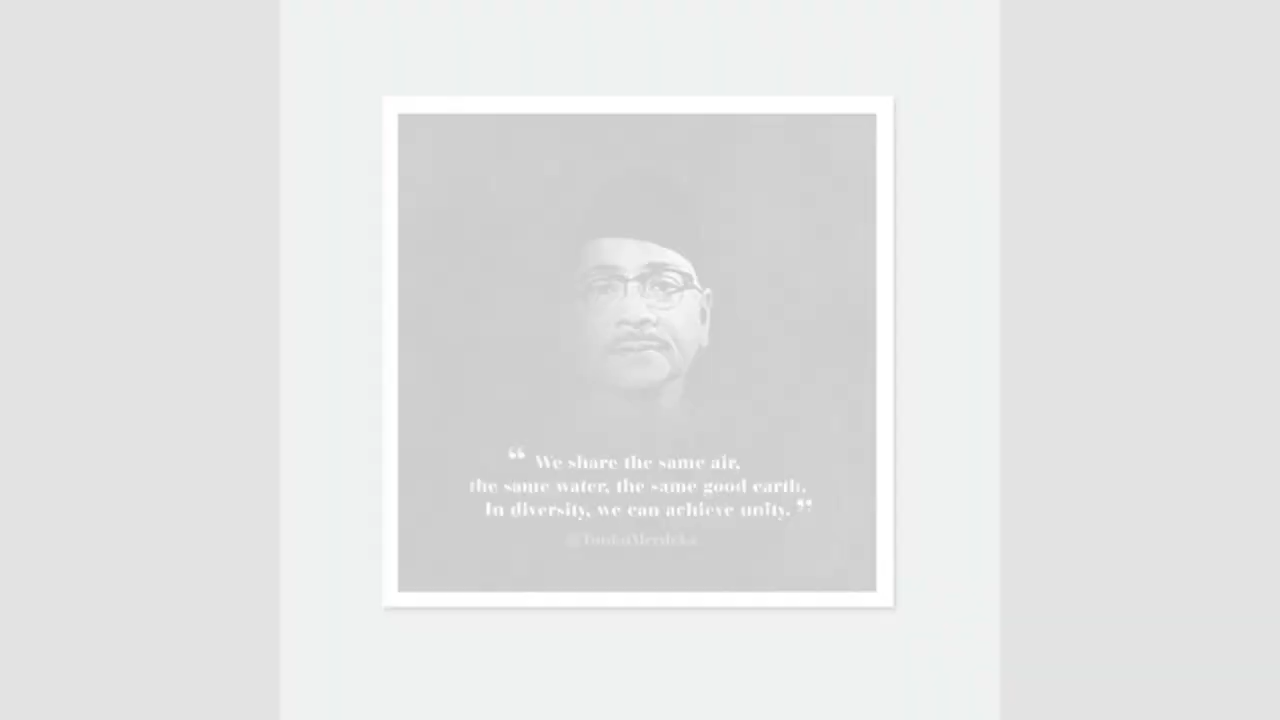 “ We share the same air,
the same water, the same good earth.
In diversity, we can achieve unity. ”